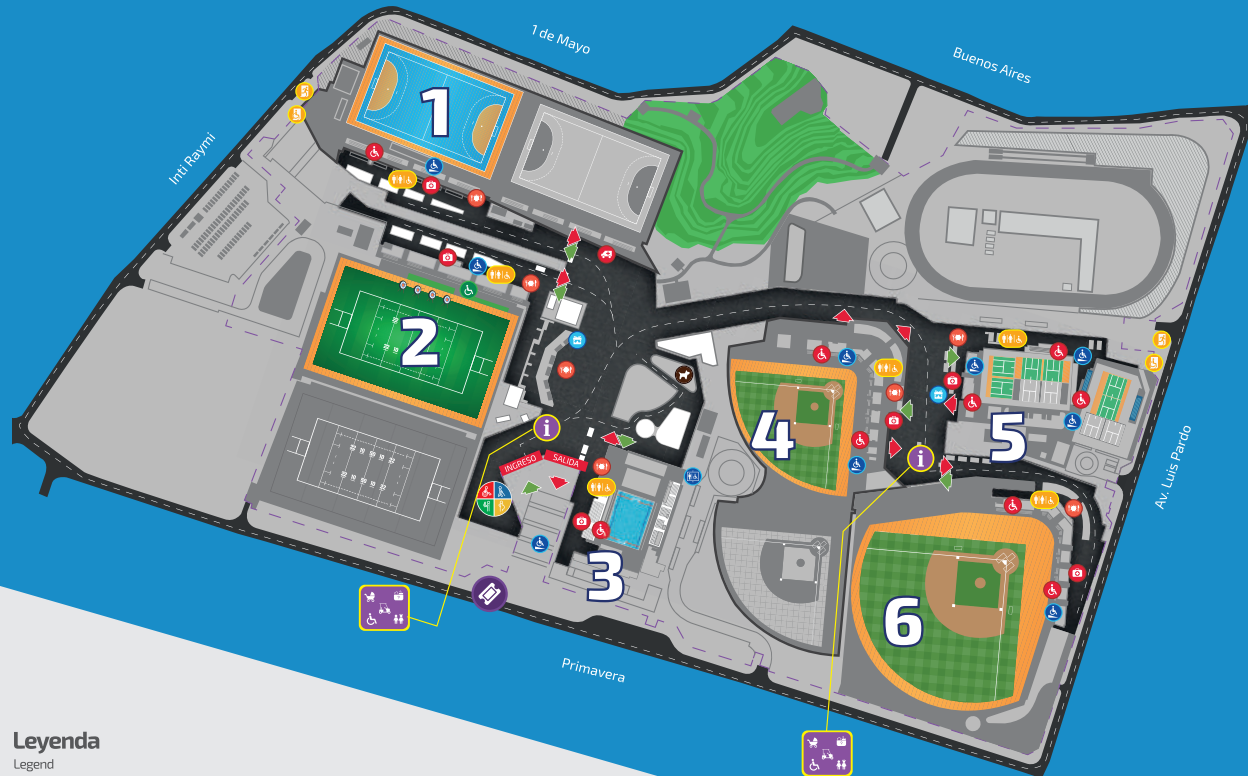 1 de Mayo
Buenos Aires
Inti Raymi
1
2
4
5
i
i
INGRESO
SALIDA
Av. Luis Pardo
3
6
Primavera
Leyenda
Legend